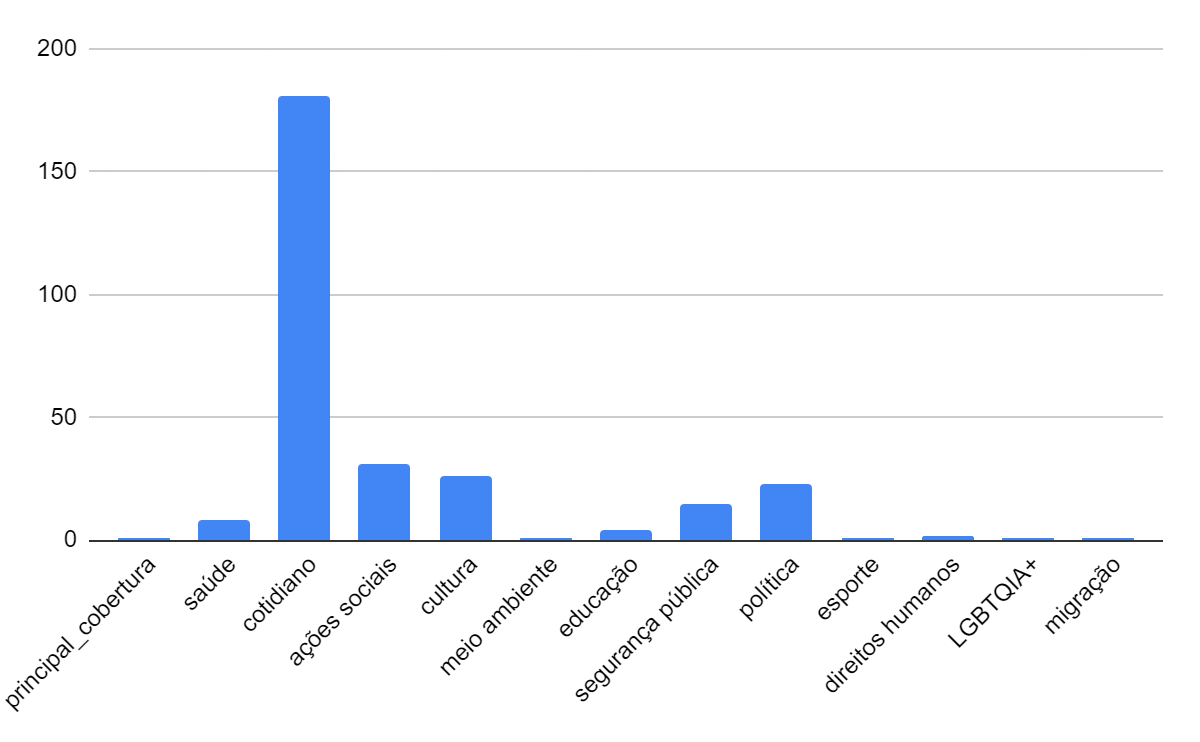 200
150
100
50
0
principal_cobertura
saúde
cotidiano
ações sociais
cultura
meio ambiente
educação
segurança pública
política
esporte
direitos humanos
LGBTQIA+
migração